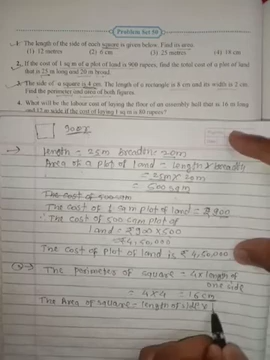 Problem Set 50
1. The length of the side of each square is given below. Find its area.
(1) 12 metres (2) 6 cm (3) 25 metres (4) 18 cm
2. If the cost of 1 sq m of a plot of land is 900 rupees, find the total cost of a plot of land
that is 25 m long and 20 m broad.
3. The side of a square is 4 cm. The length of a rectangle is 8 cm and its width is 2 cm.
Find the perimeter and area of both figures.
4. What will be the labour cost of laying the floor of an assembly hall that is 16 m long
and 12 m wide if the cost of laying 1 sq m is 80 rupees?
900₹
→ length = 25m breadth = 20m
Area of a plot of land = length × breadth
= 25m × 20m
= 500 sqm
The cost of 500 sqm
The cost of 1 sqm plot of land = ₹900
∴ The cost of 500 sqm plot of
land = ₹900 × 500
= ₹4,50,000
The cost of plot of land is ₹ 4,50,000
→ The perimeter of square = 4 × length of
one side
= 4 × 4 = 16 cm
The Area of square = length of side ×